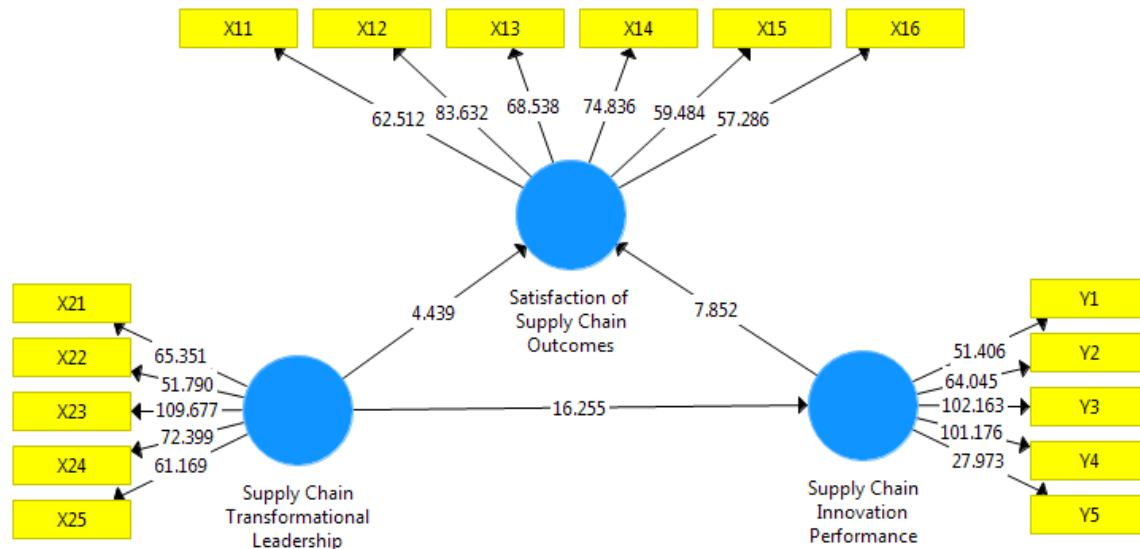 X11
X12
X13
X14
X15
X16
62.512
83.632
68.538
74.836
59.484
57.286
Satisfaction of
Supply Chain
Outcomes
4.439
7.852
16.255
X21
X22
X23
X24
X25
65.351
51.790
109.677
72.399
61.169
Supply Chain
Transformational
Leadership
Y1
Y2
Y3
Y4
Y5
51.406
64.045
102.163
101.176
27.973
Supply Chain
Innovation
Performance